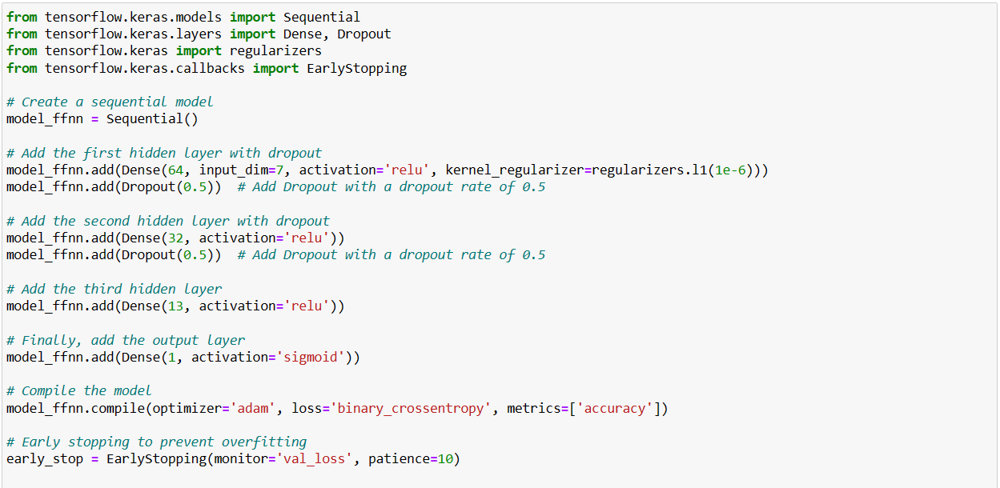 from tensorflow.keras.models import Sequential
from tensorflow.keras.layers import Dense, Dropout
from tensorflow.keras import regularizers
from tensorflow.keras.callbacks import EarlyStopping
# Create a sequential model
model_ffnn = Sequential()
# Add the first hidden layer with dropout
model_ffnn.add(Dense(64, input_dim=7, activation='relu', kernel_regularizer=regularizers.l1(1e-6)))
model_ffnn.add(Dropout(0.5))  # Add Dropout with a dropout rate of 0.5
# Add the second hidden layer with dropout
model_ffnn.add(Dense(32, activation='relu'))
model_ffnn.add(Dropout(0.5))  # Add Dropout with a dropout rate of 0.5
# Add the third hidden layer
model_ffnn.add(Dense(13, activation='relu'))
# Finally, add the output layer
model_ffnn.add(Dense(1, activation='sigmoid'))
# Compile the model
model_ffnn.compile(optimizer='adam', loss='binary_crossentropy', metrics=['accuracy'])
# Early stopping to prevent overfitting
early_stop = EarlyStopping(monitor='val_loss', patience=10)